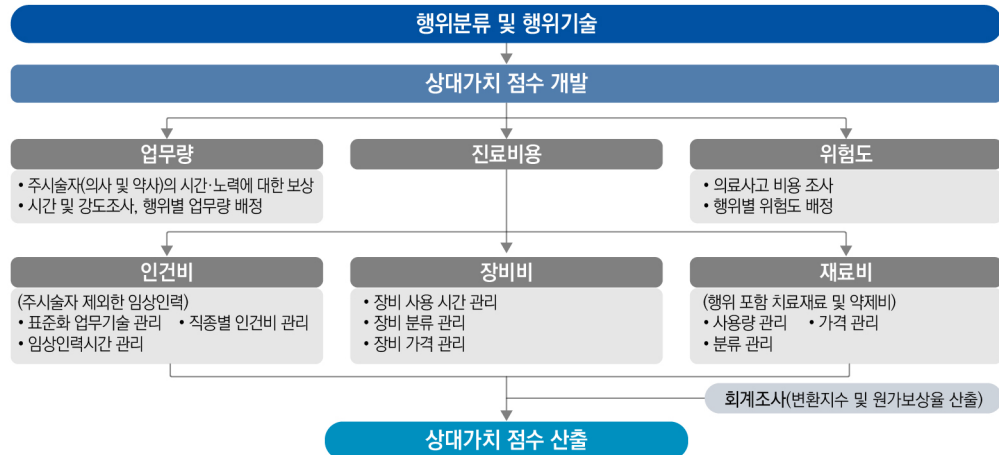 행위분류 및 행위기술
상대가치 점수 개발
업무량
• 주시술자(의사 및 약사)의 시간·노력에 대한 보상
• 시간 및 강도조사, 행위별 업무량 배정
진료비용
위험도
• 의료사고 비용 조사
• 행위별 위험도 배정
인건비
(주시술자 제외한 임상인력)
• 표준화 업무기술 관리 • 직종별 인건비 관리
• 임상인력시간 관리
장비비
• 장비 사용 시간 관리
• 장비 분류 관리
• 장비 가격 관리
재료비
(행위 포함 치료재료 및 약제비)
• 사용량 관리 • 가격 관리
• 분류 관리
회계조사(변환지수 및 원가보상율 산출)
상대가치 점수 산출